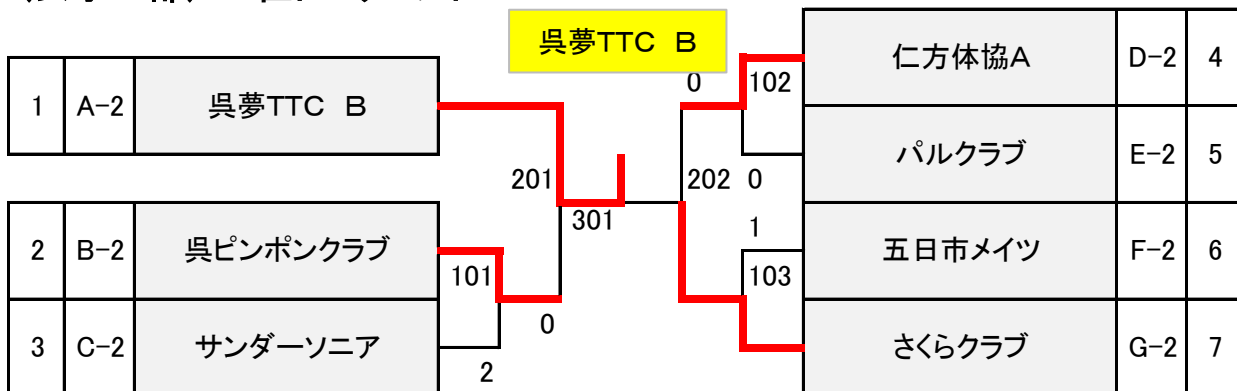 呉夢TTC B
1 A-2 呉夢TTC B
2 B-2 呉ピンポンクラブ
3 C-2 サンダーソニア
201
101
0
2
301
0
102
202
0
1
103
仁方体協A D-2 4
パルクラブ E-2 5
五日市メイツ F-2 6
さくらクラブ G-2 7